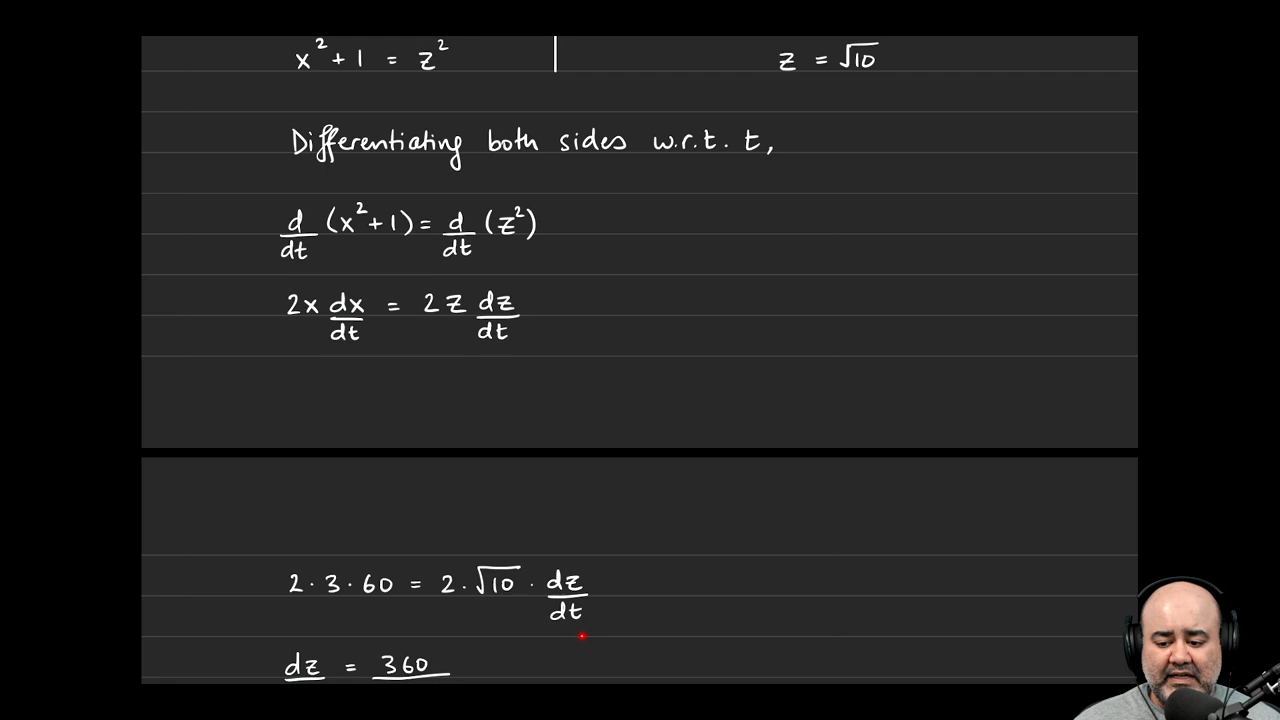 x² + 1 = z²
z = √10
Differentiating both sides w.r.t. t,
d/dt (x² + 1) = d/dt (z²)
2x dx/dt = 2z dz/dt
2 · 3 · 60 = 2 · √10 · dz/dt
dz = 360